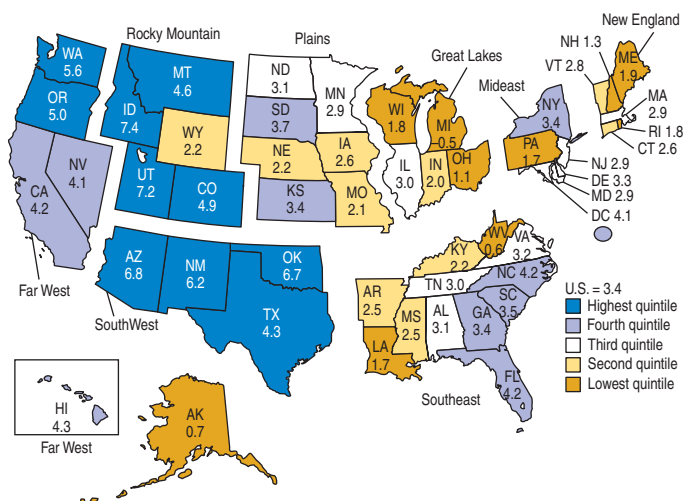 Rocky Mountain
Plains
Great Lakes
New England
Mideast
WA
5.6
OR
5.0
CA
4.2
NV
4.1
ID
7.4
MT
4.6
WY
2.2
UT
7.2
CO
4.9
AZ
6.8
NM
6.2
OK
6.7
TX
4.3
ND
3.1
SD
3.7
NE
2.2
KS
3.4
MN
2.9
IA
2.6
MO
2.1
WI
1.8
IL
3.0
MI
-0.5
IN
2.0
OH
1.1
NY
3.4
PA
1.7
NH 1.3
VT 2.8
ME
1.9
MA
2.9
RI 1.8
CT 2.6
NJ 2.9
DE 3.3
MD 2.9
DC 4.1
WV
0.6
VA
3.2
KY
2.2
NC 4.2
TN 3.0
SC
3.5
AR
2.5
MS
2.5
AL
3.1
GA
3.4
LA
1.7
FL
4.2
Far West
SouthWest
Southeast
HI
4.3
Far West
AK
0.7
U.S. = 3.4
Highest quintile
Fourth quintile
Third quintile
Second quintile
Lowest quintile